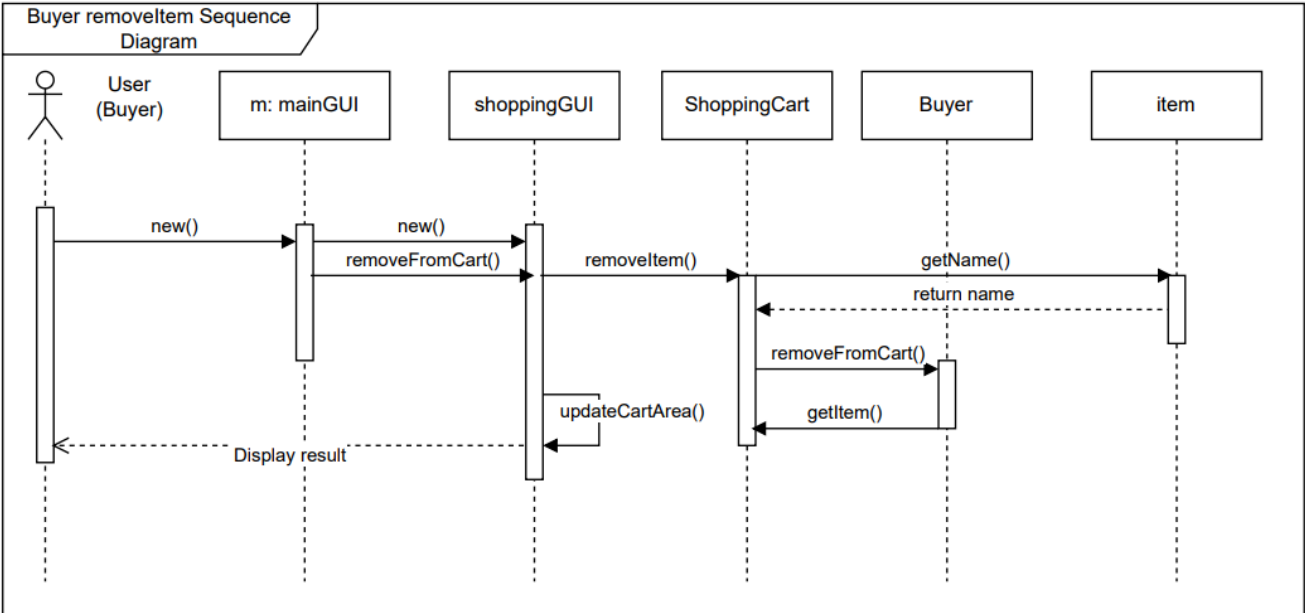 Buyer removeItem Sequence
Diagram
User
(Buyer)
m: mainGUI
shoppingGUI
ShoppingCart
Buyer
item
new()
new()
removeFromCart()
removeItem()
getName()
return name
removeFromCart()
updateCartArea()
getItem()
Display result